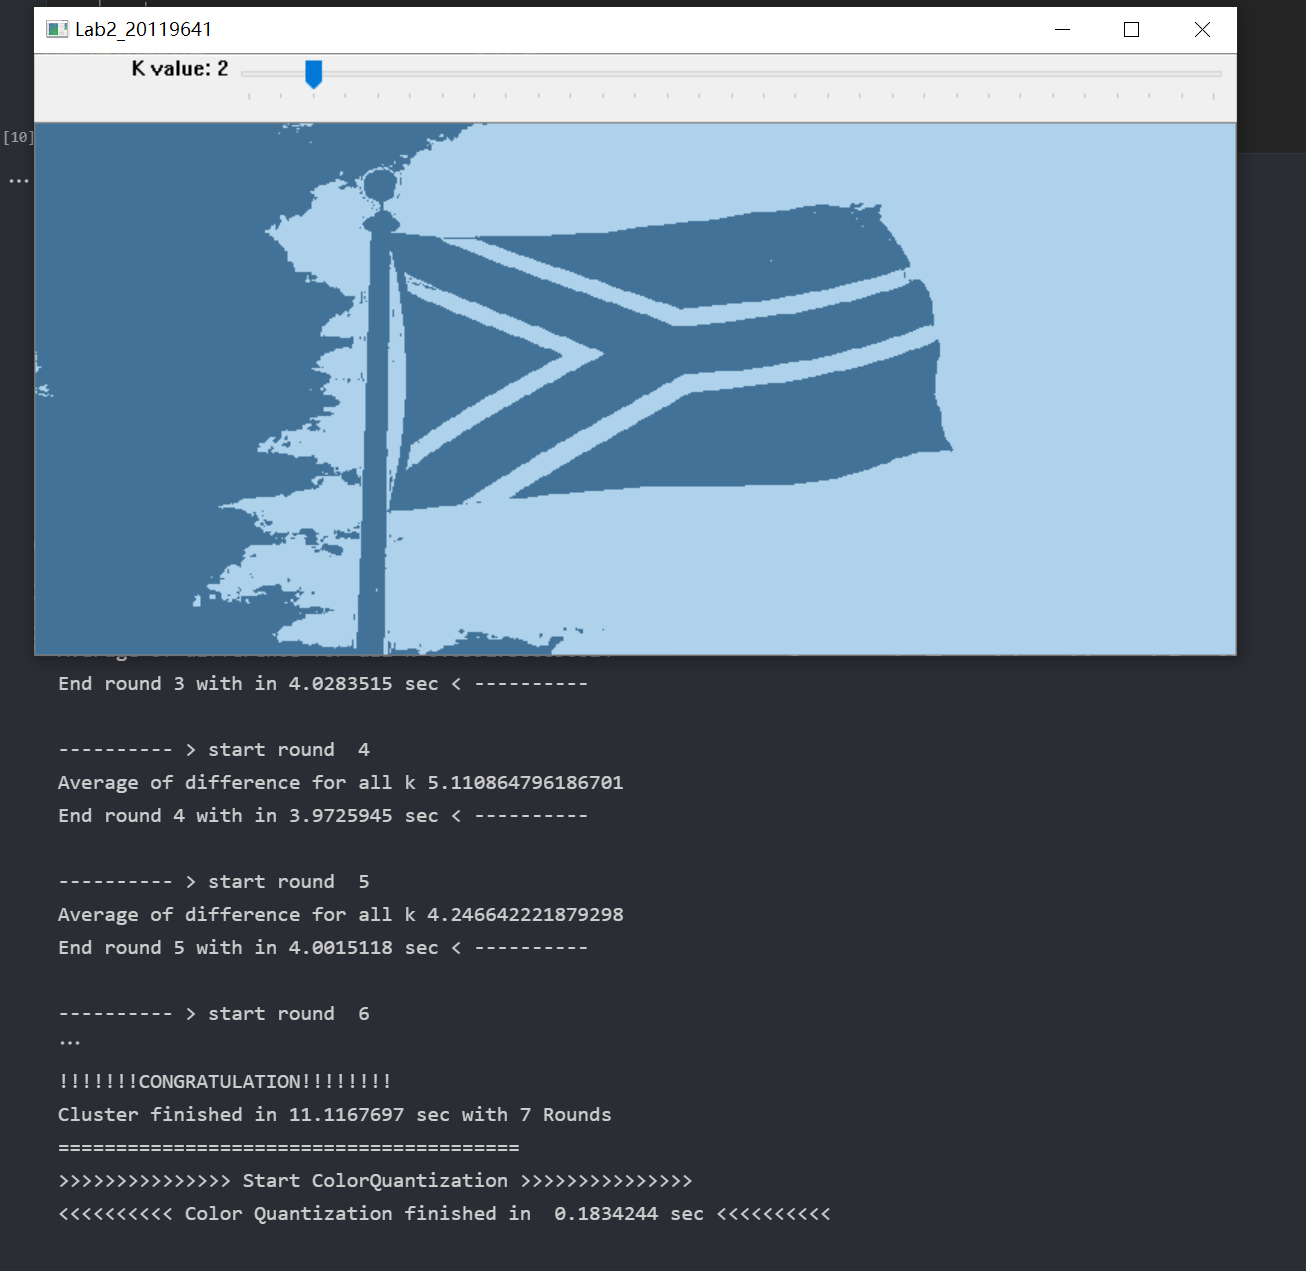 Lab2_20119641
K value: 2
[10]
...
End round 3 with in 4.0283515 sec < ----------
---------- > start round  4
Average of difference for all k 5.110864796186701
End round 4 with in 3.9725945 sec < ----------
---------- > start round  5
Average of difference for all k 4.246642221879298
End round 5 with in 4.0015118 sec < ----------
---------- > start round  6
...
!!!!!!!CONGRATULATION!!!!!!!!
Cluster finished in 11.1167697 sec with 7 Rounds
========================================
>>>>>>>>>>>>>>> Start ColorQuantization >>>>>>>>>>>>>>>
<<<<<<<<<< Color Quantization finished in  0.1834244 sec <<<<<<<<<<